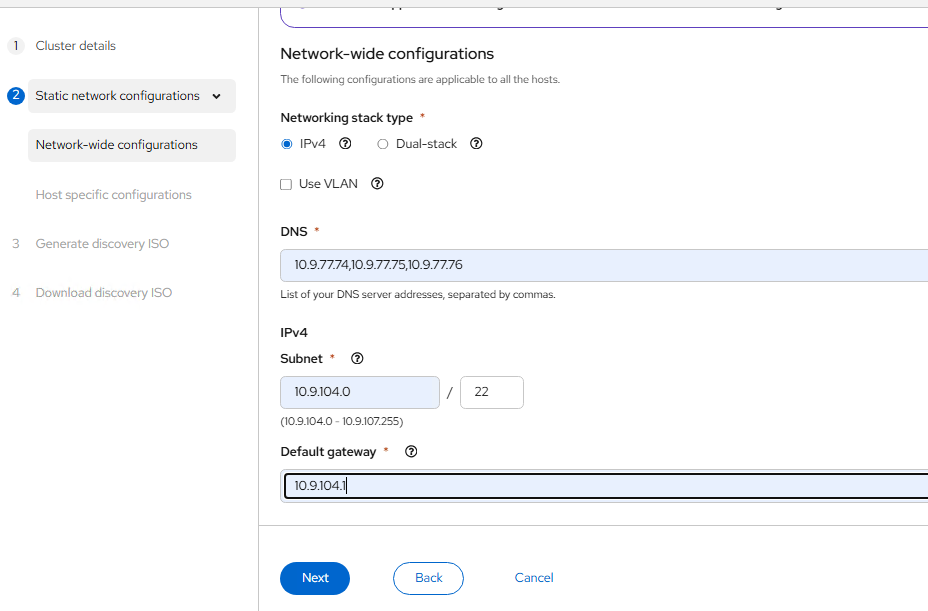 1 Cluster details
2 Static network configurations
Network-wide configurations
Host specific configurations
3 Generate discovery ISO
4 Download discovery ISO
Network-wide configurations
The following configurations are applicable to all the hosts.
Networking stack type *
IPv4 Dual-stack
Use VLAN
DNS *
10.9.77.74,10.9.77.75,10.9.77.76
List of your DNS server addresses, separated by commas.
IPv4
Subnet *
10.9.104.0 / 22
(10.9.104.0 - 10.9.107.255)
Default gateway *
10.9.104.1
Next Back Cancel